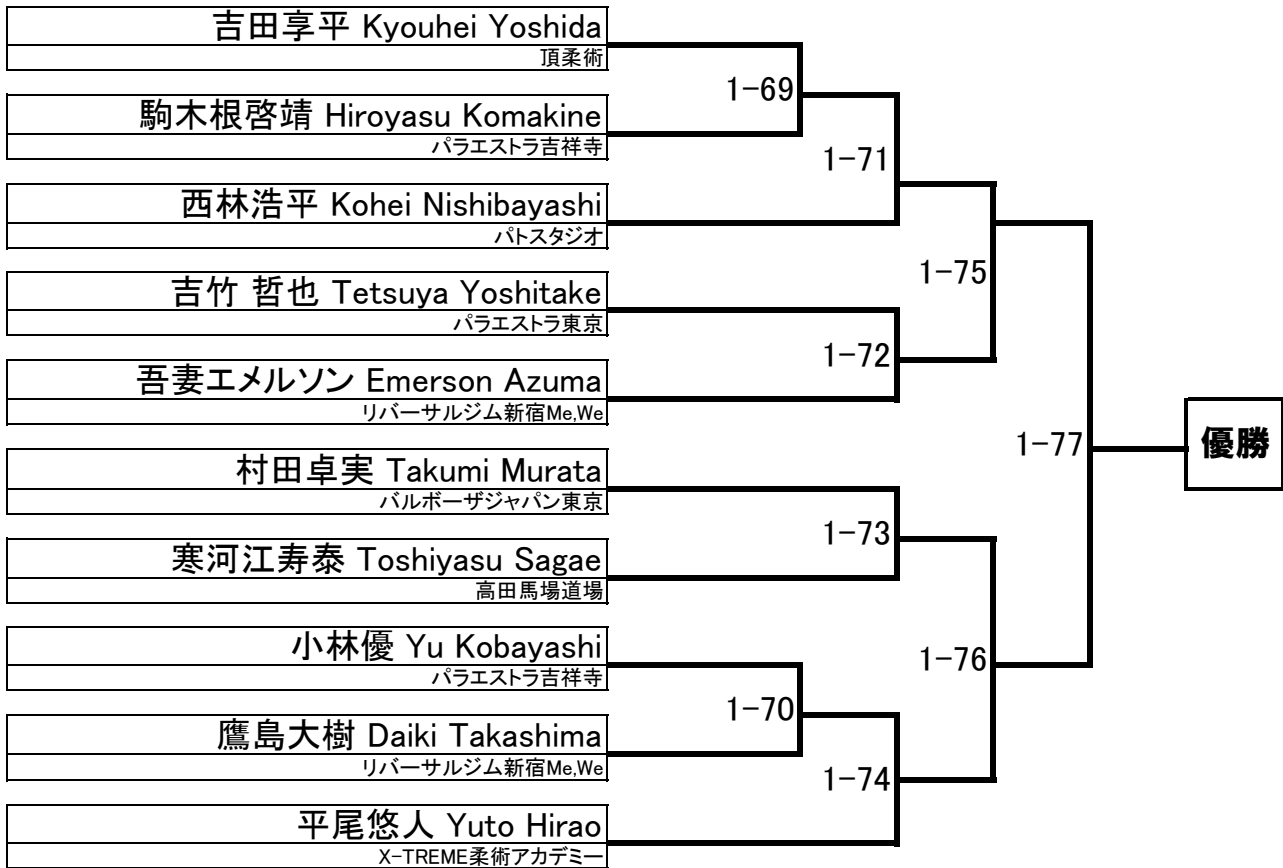 吉田享平 Kyouhei Yoshida
頂柔術
1-69
駒木根啓靖 Hiroyasu Komakine
パラエストラ吉祥寺
1-71
西林浩平 Kohei Nishibayashi
パトスタジオ
1-75
吉竹 哲也 Tetsuya Yoshitake
パラエストラ東京
1-72
吾妻エメルソン Emerson Azuma
リバーサルジム新宿Me,We
1-77
優勝
村田卓実 Takumi Murata
バルボーザジャパン東京
1-73
寒河江寿泰 Toshiyasu Sagae
高田馬場道場
小林優 Yu Kobayashi
パラエストラ吉祥寺
1-76
1-70
鷹島大樹 Daiki Takashima
リバーサルジム新宿Me,We
1-74
平尾悠人 Yuto Hirao
X-TREME柔術アカデミー